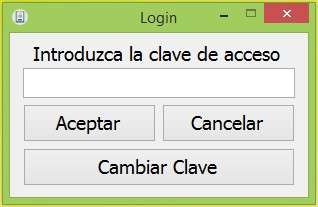 Login
Introduzca la clave de acceso
Aceptar
Cancelar
Cambiar Clave